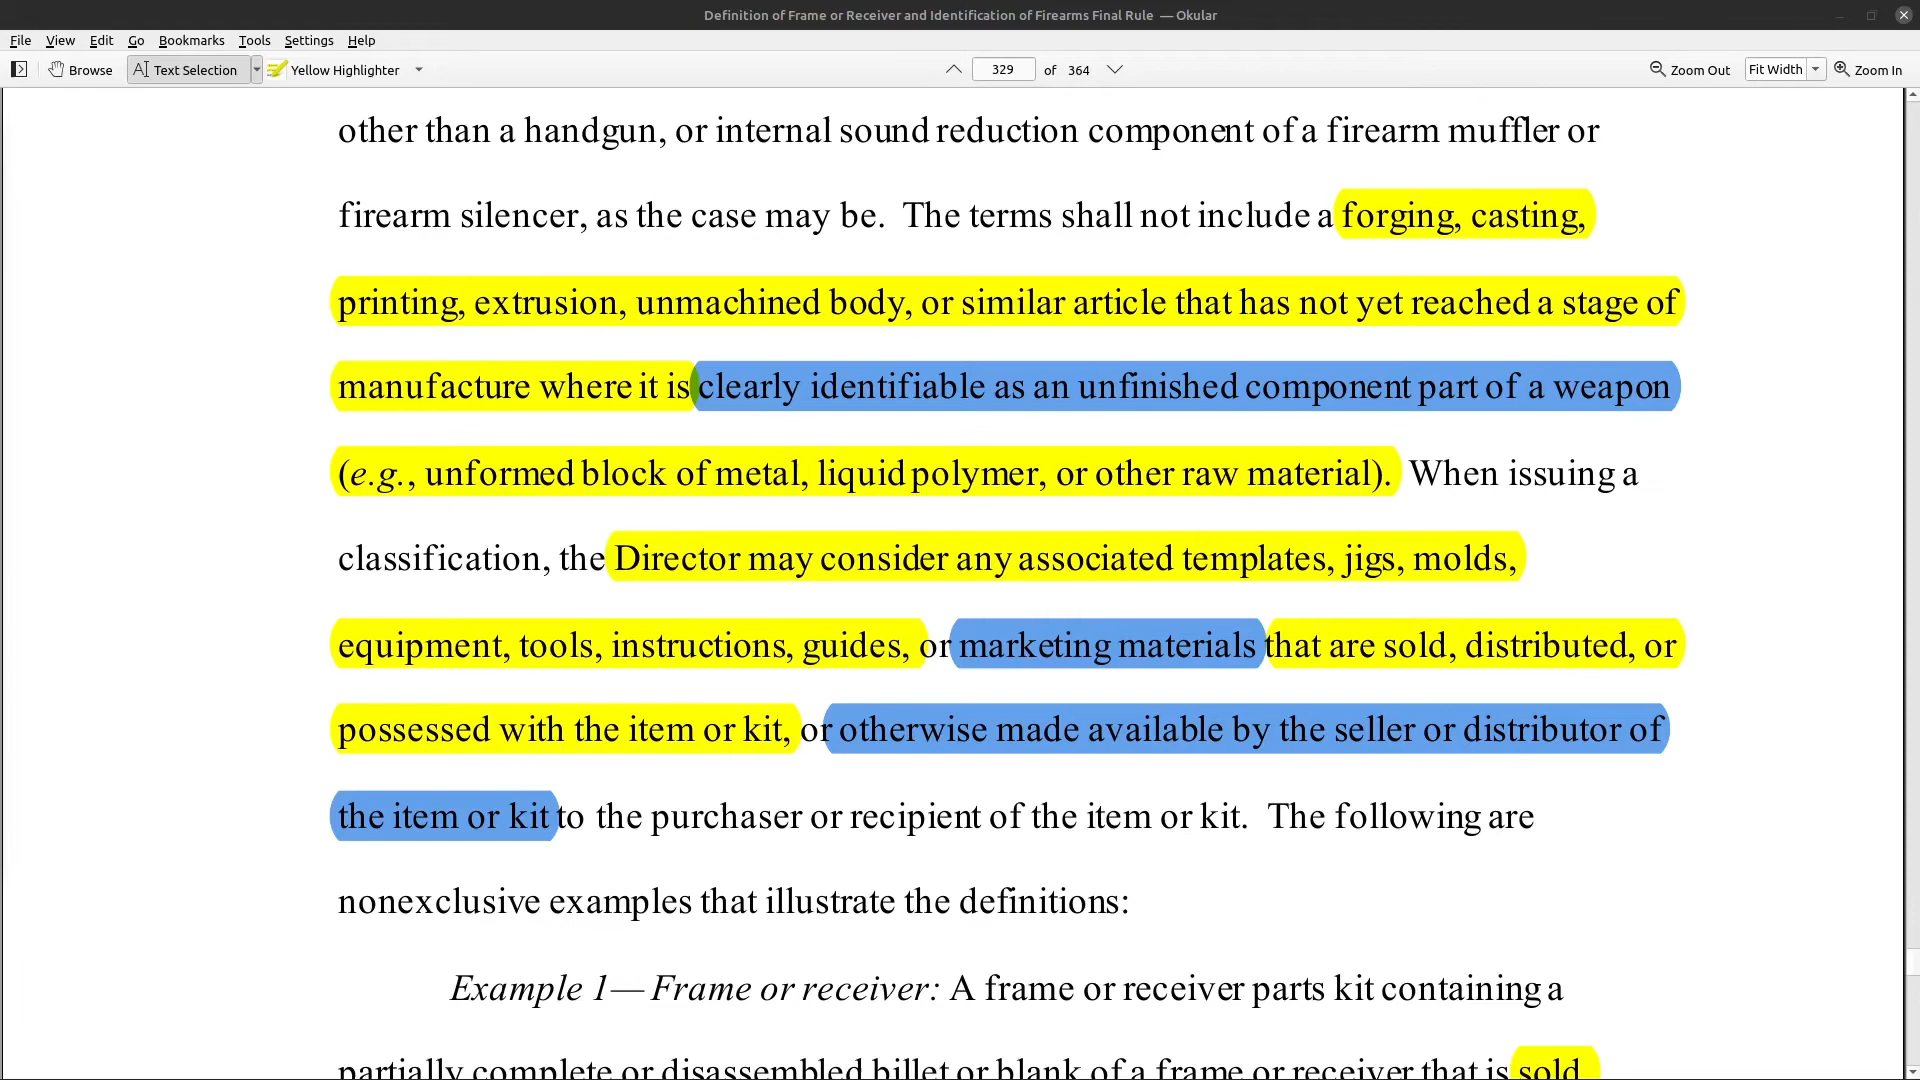 Definition of Frame or Receiver and Identification of Firearms Final Rule — Okular
File View Edit Go Bookmarks Tools Settings Help
Browse Text Selection Yellow Highlighter 329 of 364 Zoom Out Fit Width Zoom In
other than a handgun, or internal sound reduction component of a firearm muffler or
firearm silencer, as the case may be. The terms shall not include a forging, casting,
printing, extrusion, unmachined body, or similar article that has not yet reached a stage of
manufacture where it is clearly identifiable as an unfinished component part of a weapon
(e.g., unformed block of metal, liquid polymer, or other raw material). When issuing a
classification, the Director may consider any associated templates, jigs, molds,
equipment, tools, instructions, guides, or marketing materials that are sold, distributed, or
possessed with the item or kit, or otherwise made available by the seller or distributor of
the item or kit to the purchaser or recipient of the item or kit. The following are
nonexclusive examples that illustrate the definitions:
Example 1— Frame or receiver: A frame or receiver parts kit containing a
partially complete or disassembled billet or blank of a frame or receiver that is sold,